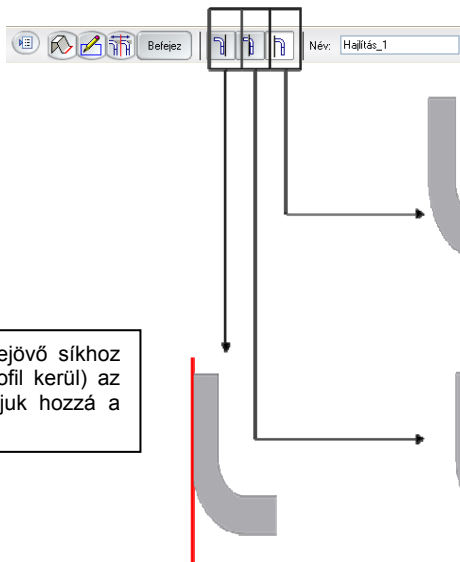 Befejez Név: Hajlítás_1
ejövő síkhoz
ofil kerül) az
juk hozzá a